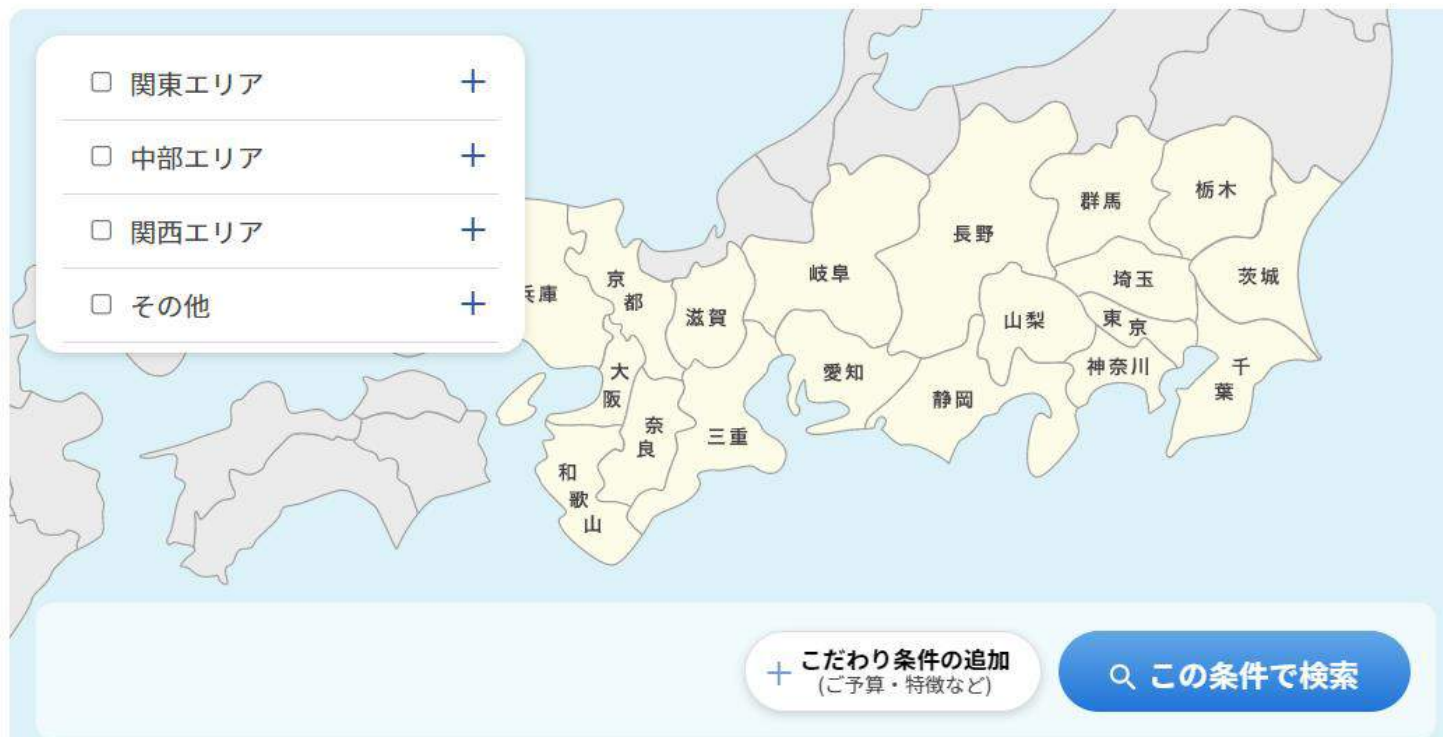 関東エリア
中部エリア
関西エリア
その他
栃木
群馬
長野
岐阜
京都
兵庫
滋賀
埼玉
茨城
山梨
東京
神奈川
千葉
愛知
静岡
大阪
奈良
三重
和歌山
こだわり条件の追加
(ご予算・特徴など)
この条件で検索